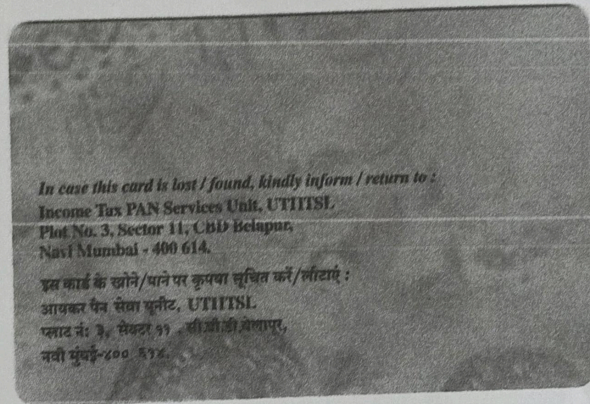 In case this card is lost / found, kindly inform / return to :
Income Tax PAN Services Unit, UTIITSL
Plot No. 3, Sector 11, CBD Belapur,
Navi Mumbai - 400 614.
इस कार्ड के खोने/पाने पर कृपया सूचित करें/लौटाएं :
आयकर पैन सेवा यूनीट, UTIITSL
प्लाट नं: ३, सेक्टर ११ , सी.बी.डी.बेलापूर,
नवी मुंबई-४०० ६१४.